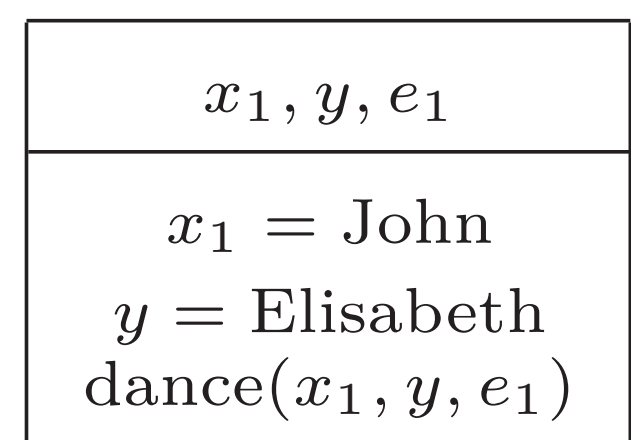 x₁, y, e₁
x₁ = John
y = Elisabeth
dance(x₁, y, e₁)